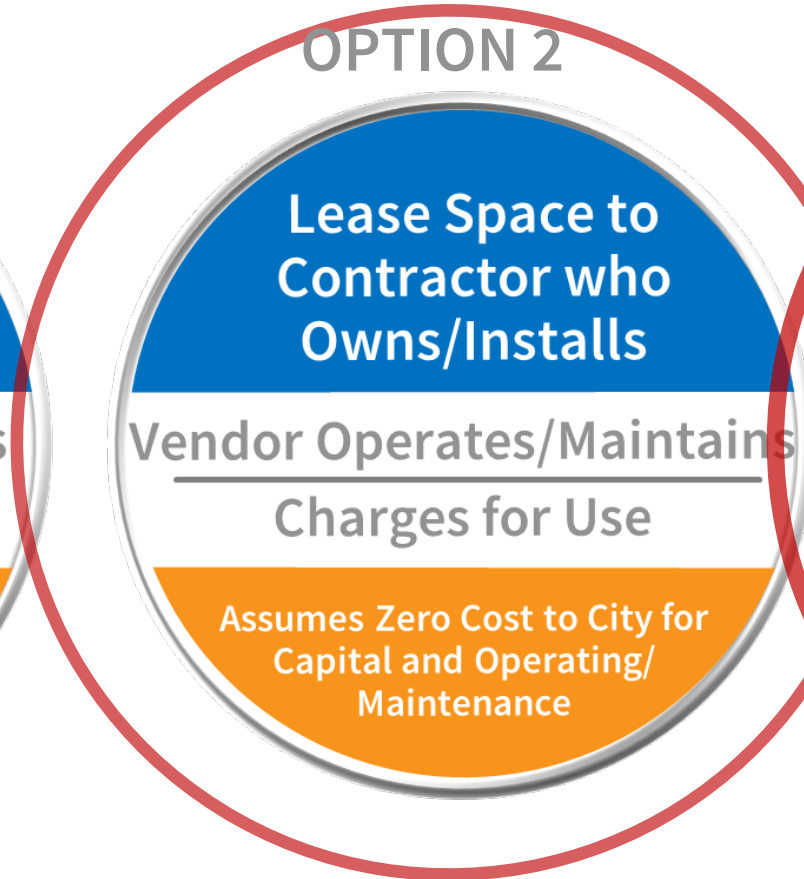 OPTION 2
Lease Space to
Contractor who
Owns/Installs
Vendor Operates/Maintains
Charges for Use
Assumes Zero Cost to City for
Capital and Operating/
Maintenance